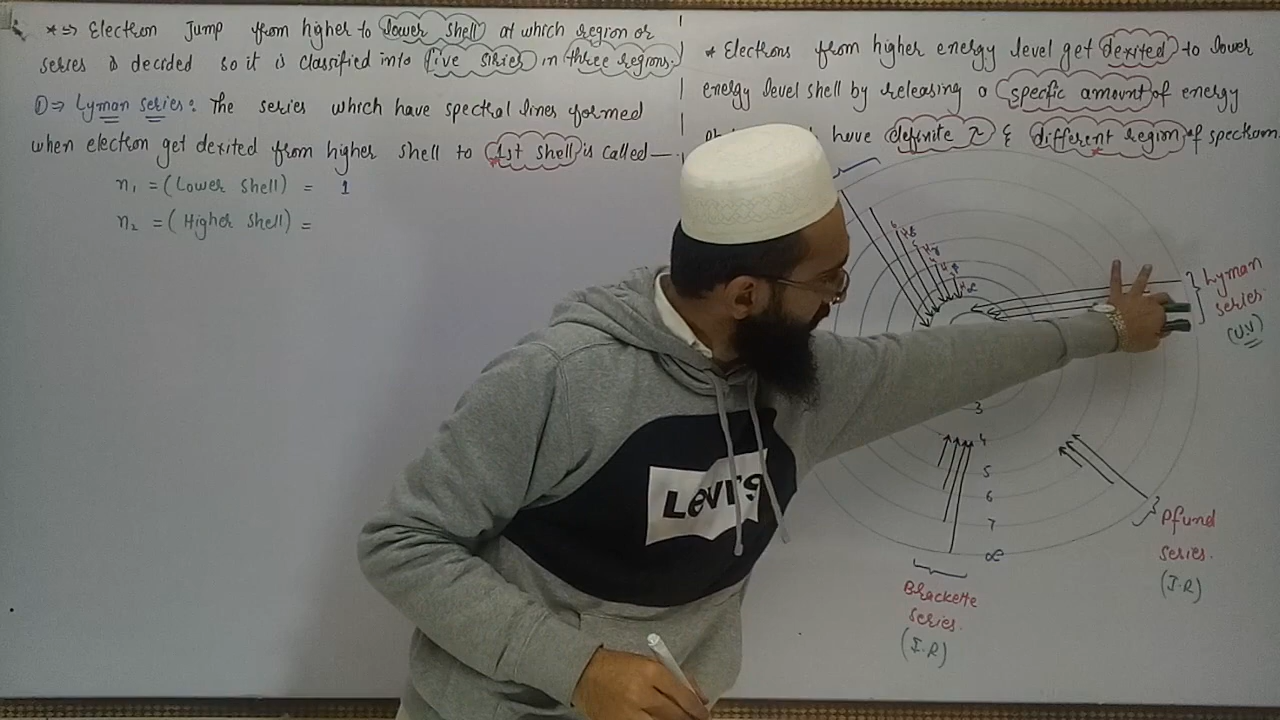 *⇒ Electron Jump from higher to lower shell at which region or
series is decided so it is classified into five siries in three regions.
①⇒ Lyman series: The series which have spectral lines formed
when electron get dexited from higher shell to 1st shell is called —
n₁ = (Lower shell) = 1
n₂ = (Higher shell) =
* Electrons from higher energy level get dexited to lower
energy level shell by releasing a specific amount of energy
have definite λ & different region of spectrom
Lyman
series
(U.V)
3
4
5
6
7
∞
Pfund
series.
(I.R)
Brackette
series.
(I.R)
LEVI'S